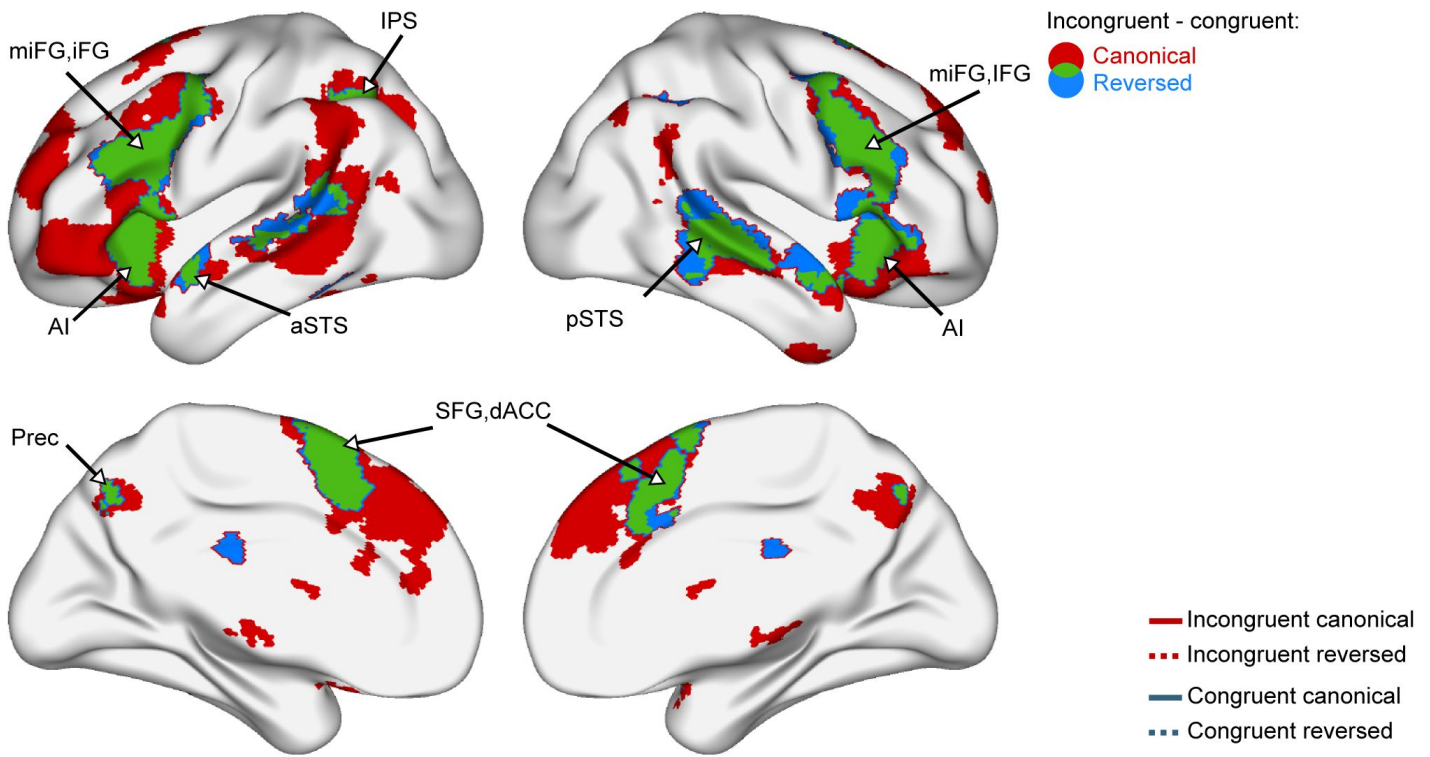 miFG,iFG
IPS
AI
aSTS
miFG,IFG
pSTS
AI
Incongruent - congruent:
Canonical
Reversed
Prec
SFG,dACC
Incongruent canonical
Incongruent reversed
Congruent canonical
Congruent reversed